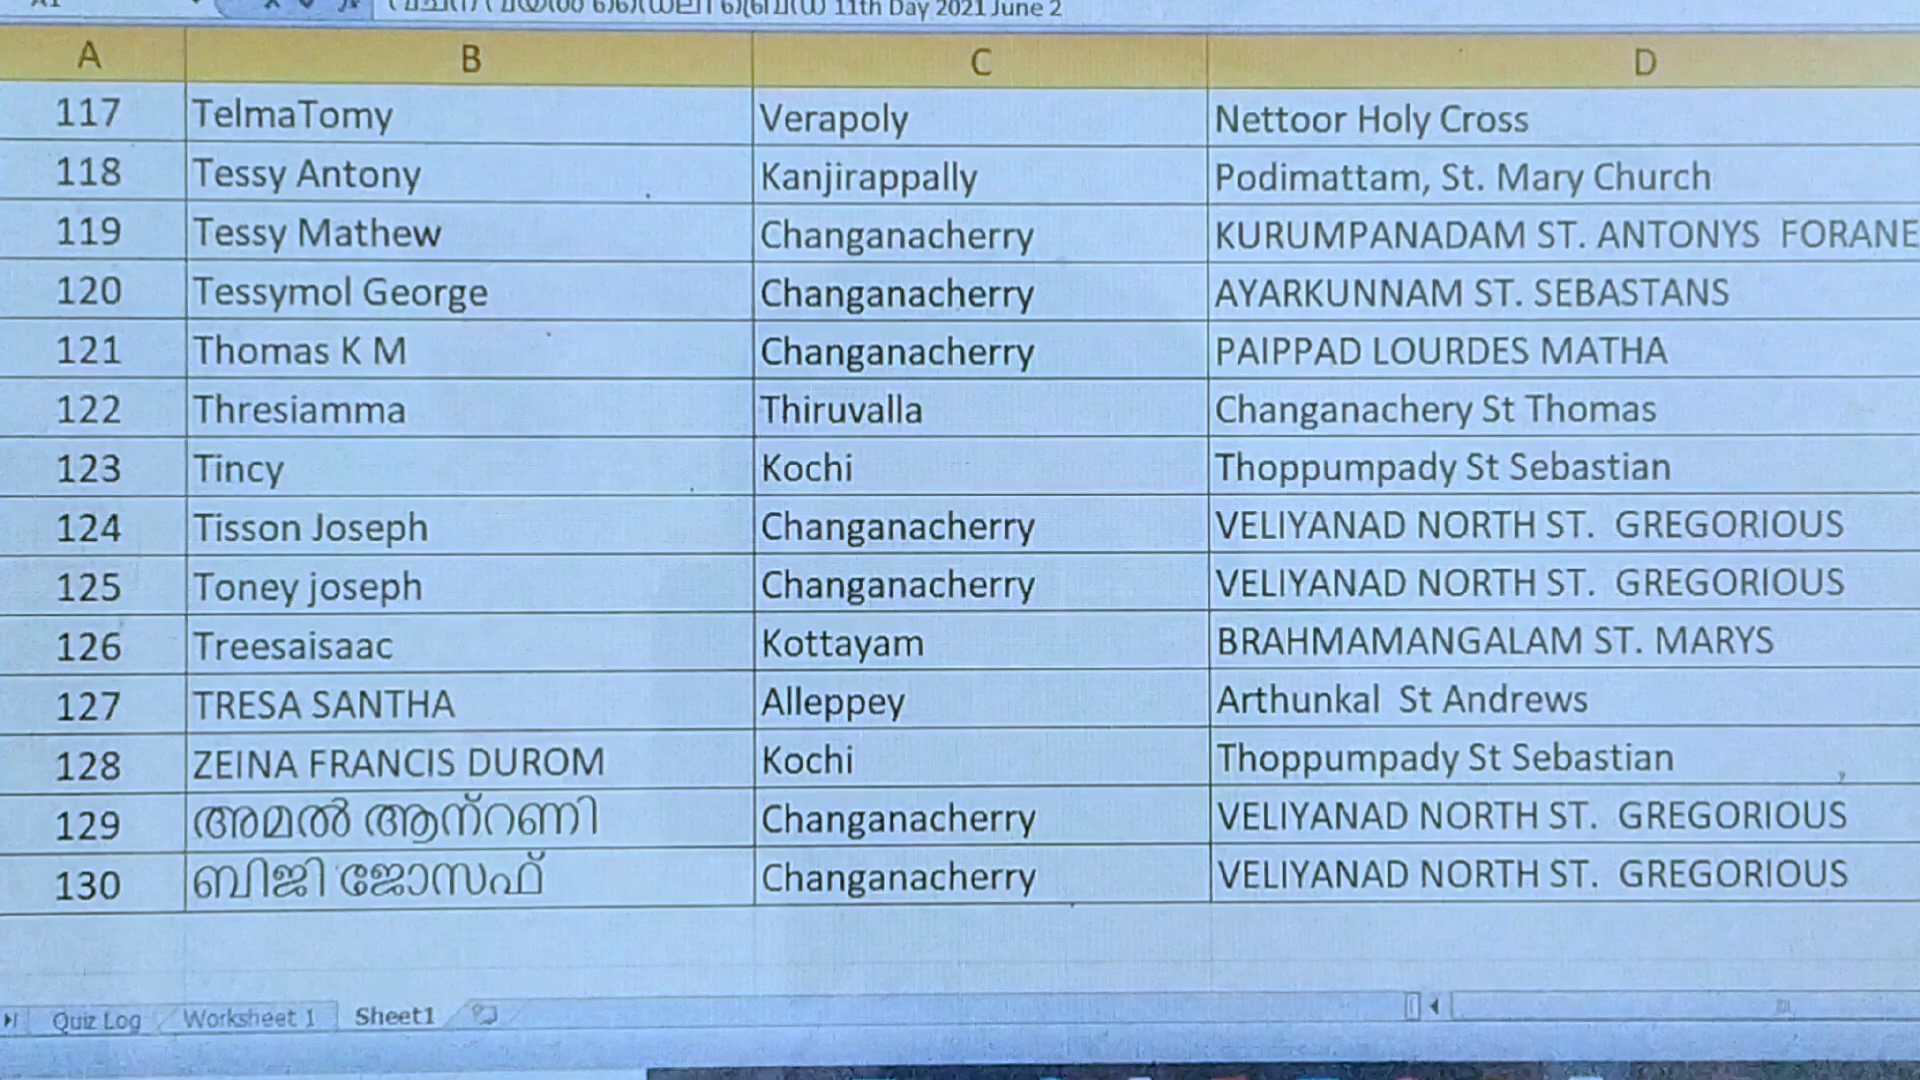 11th Day 2021 June 2
A B C D
117 TelmaTomy Verapoly Nettoor Holy Cross
118 Tessy Antony Kanjirappally Podimattam, St. Mary Church
119 Tessy Mathew Changanacherry KURUMPANADAM ST. ANTONYS FORANE
120 Tessymol George Changanacherry AYARKUNNAM ST. SEBASTANS
121 Thomas K M Changanacherry PAIPPAD LOURDES MATHA
122 Thresiamma Thiruvalla Changanachery St Thomas
123 Tincy Kochi Thoppumpady St Sebastian
124 Tisson Joseph Changanacherry VELIYANAD NORTH ST. GREGORIOUS
125 Toney joseph Changanacherry VELIYANAD NORTH ST. GREGORIOUS
126 Treesaisaac Kottayam BRAHMAMANGALAM ST. MARYS
127 TRESA SANTHA Alleppey Arthunkal St Andrews
128 ZEINA FRANCIS DUROM Kochi Thoppumpady St Sebastian
129 അമൽ ആന്റണി Changanacherry VELIYANAD NORTH ST. GREGORIOUS
130 ബിജി ജോസഫ് Changanacherry VELIYANAD NORTH ST. GREGORIOUS
Quiz Log Worksheet 1 Sheet1